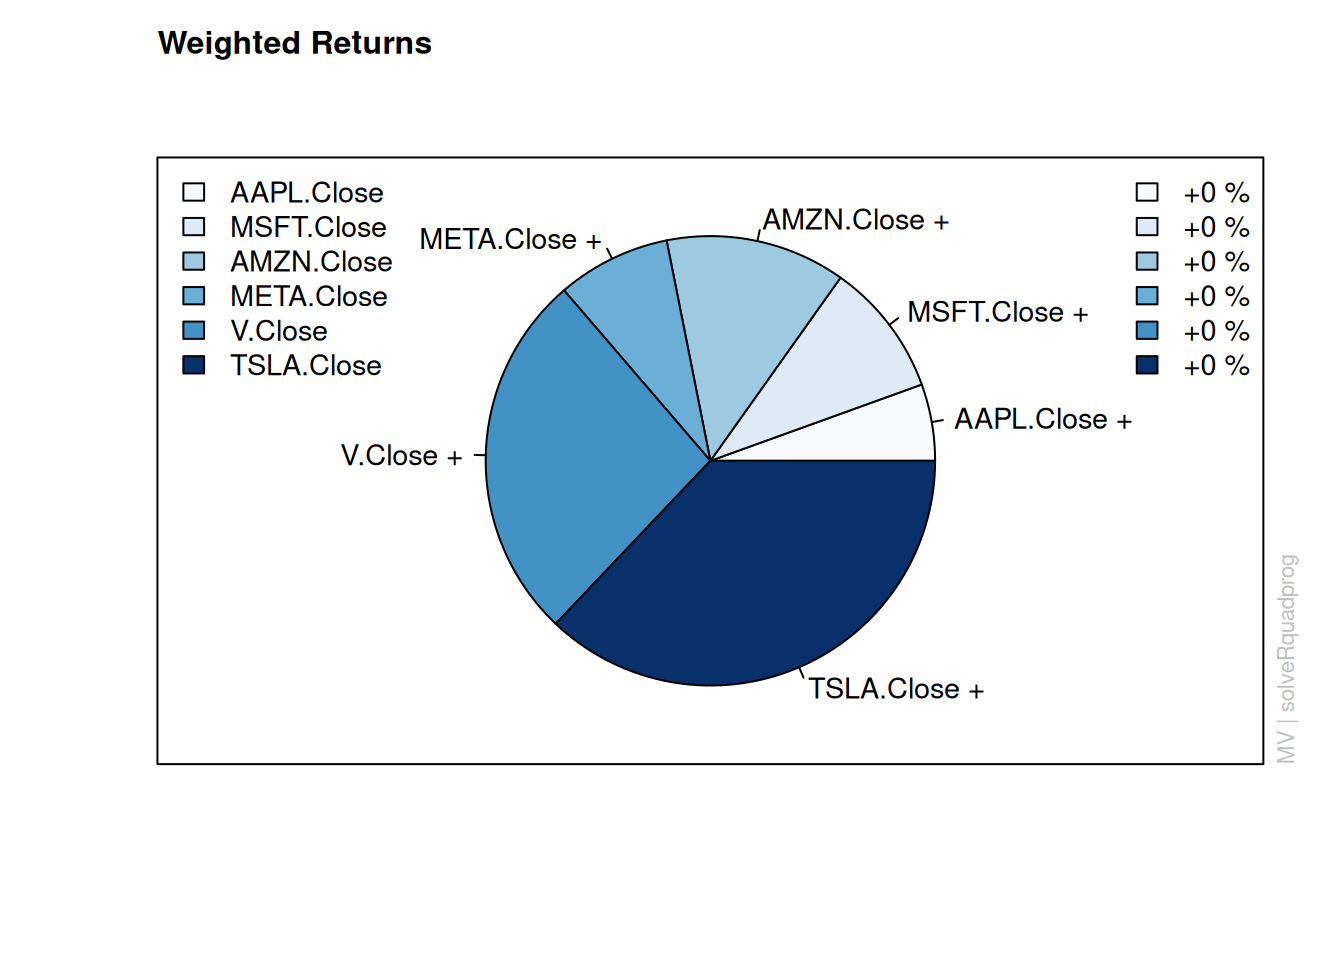 Weighted Returns
AAPL.Close
MSFT.Close
AMZN.Close
META.Close
V.Close
TSLA.Close
+0 %
+0 %
+0 %
+0 %
+0 %
+0 %
AMZN.Close +
META.Close +
MSFT.Close +
AAPL.Close +
V.Close +
TSLA.Close +
MV | solveRquadprog